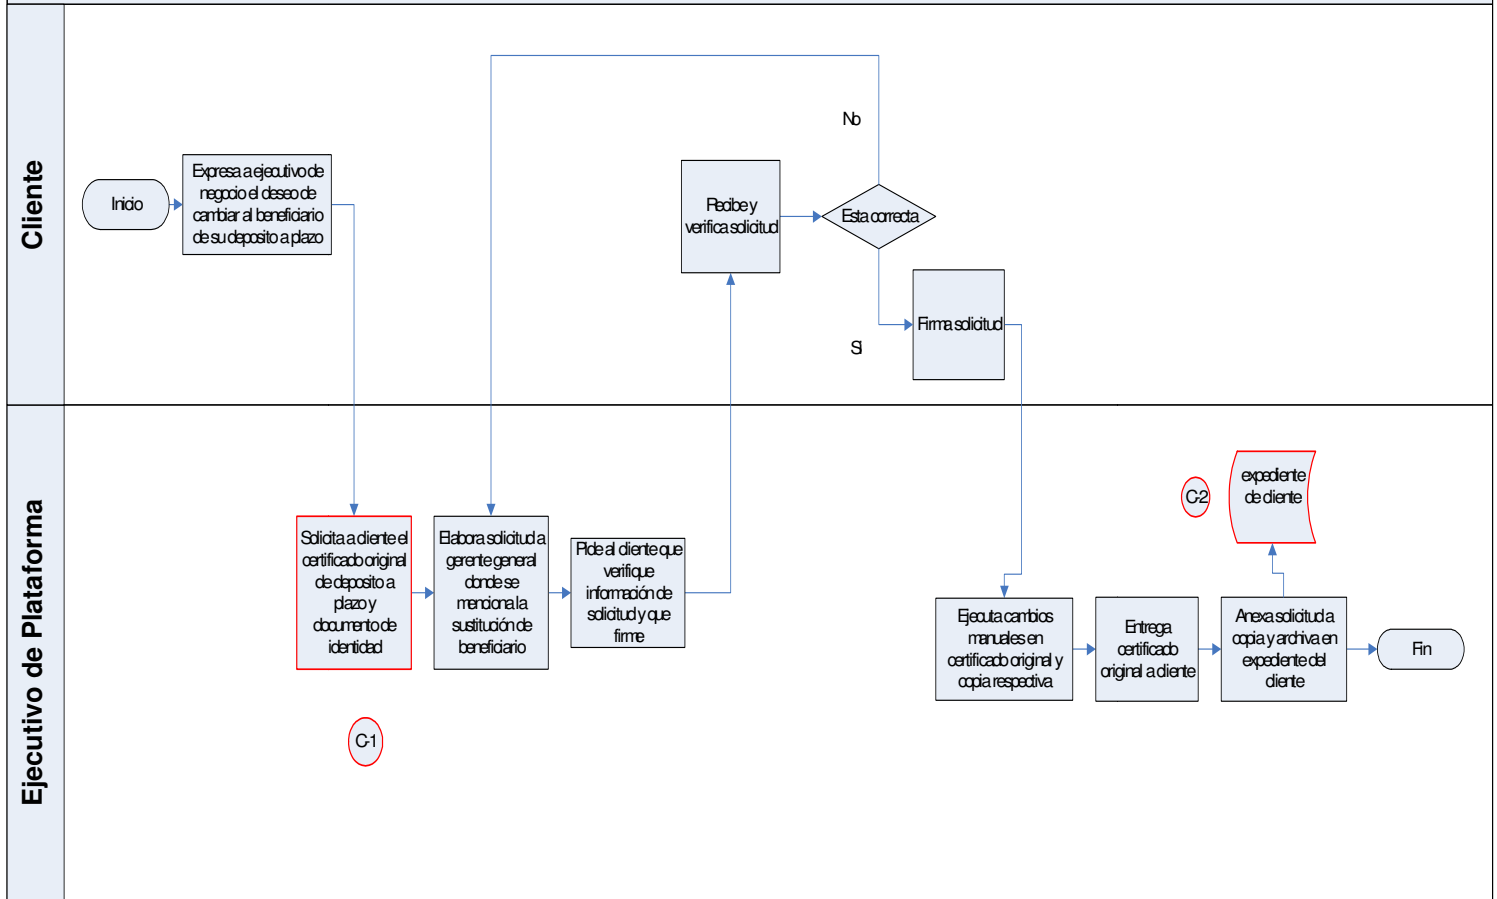 Cliente
Inicio
Expresa a ejecutivo de
negocio el deseo de
cambiar al beneficiario
de su deposito a plazo
Recibe y
verifica solicitud
Esta correcta
No
Si
Firma solicitud
Ejecutivo de Plataforma
Solicita a cliente el
certificado original
de deposito a
plazo y
documento de
identidad
C-1
Elabora solicitud a
gerente general
donde se
menciona la
sustitución de
beneficiario
Pide al cliente que
verifique
información de
solicitud y que
firme
Ejecuta cambios
manuales en
certificado original y
copia respectiva
Entrega
certificado
original a cliente
Anexa solicitud a
copia y archiva en
expediente del
cliente
C-2
expediente
de cliente
Fin